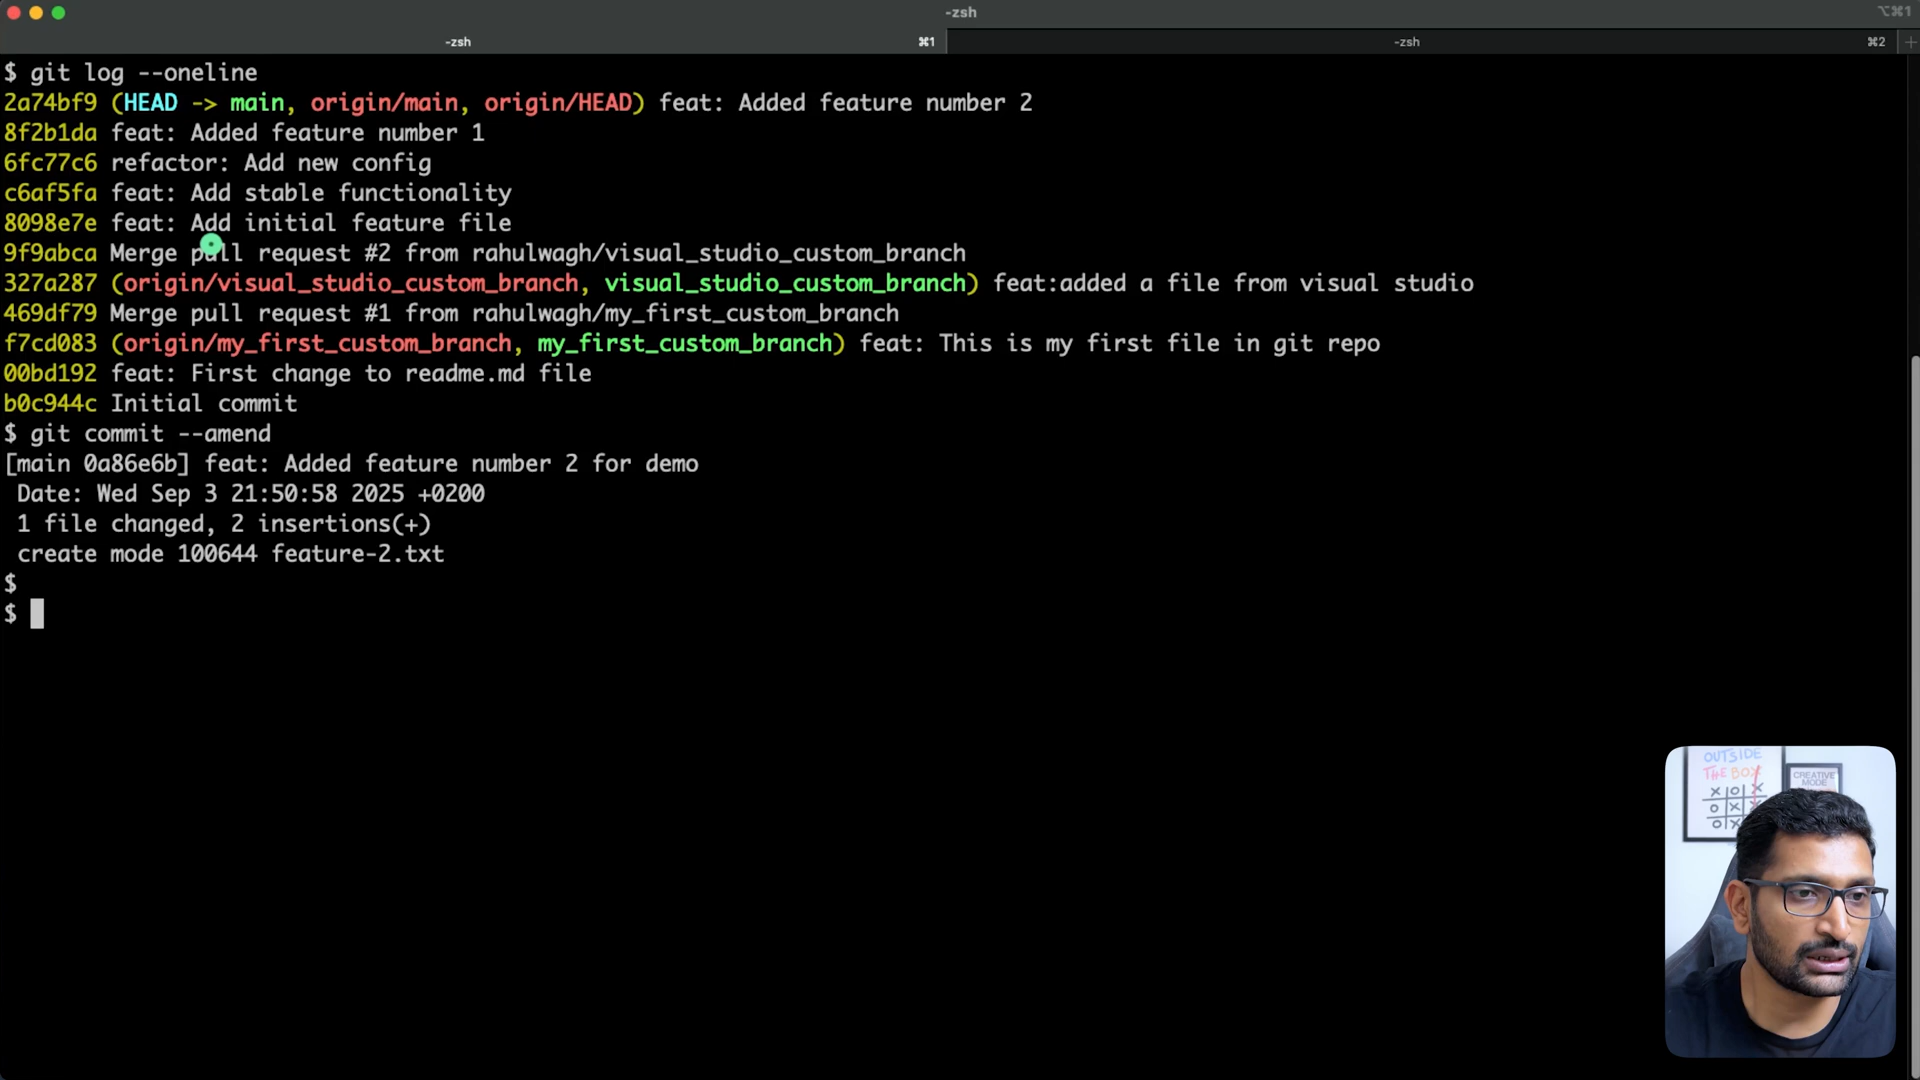 -zsh
⌥⌘1
-zsh
⌘1
-zsh
⌘2
$ git log --oneline
2a74bf9 (HEAD -> main, origin/main, origin/HEAD) feat: Added feature number 2
8f2b1da feat: Added feature number 1
6fc77c6 refactor: Add new config
c6af5fa feat: Add stable functionality
8098e7e feat: Add initial feature file
9f9abca Merge pull request #2 from rahulwagh/visual_studio_custom_branch
327a287 (origin/visual_studio_custom_branch, visual_studio_custom_branch) feat:added a file from visual studio
469df79 Merge pull request #1 from rahulwagh/my_first_custom_branch
f7cd083 (origin/my_first_custom_branch, my_first_custom_branch) feat: This is my first file in git repo
00bd192 feat: First change to readme.md file
b0c944c Initial commit
$ git commit --amend
[main 0a86e6b] feat: Added feature number 2 for demo
Date: Wed Sep 3 21:50:58 2025 +0200
1 file changed, 2 insertions(+)
create mode 100644 feature-2.txt
$
$
OUTSIDE
THE BOX
X O X
O X X
O X
CREATIVE
MODE